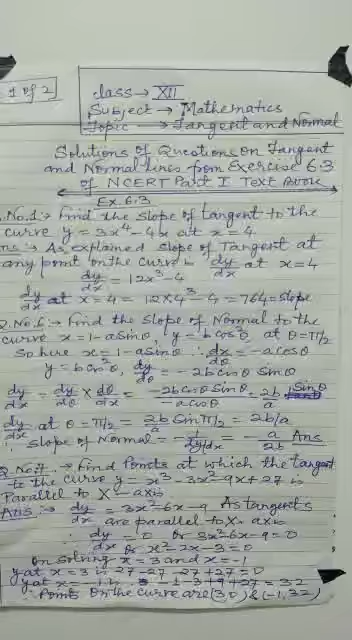 1 of 2
Class → XII
Subject → Mathematics
Topic → Tangent and Normal
Solutions of Questions on Tangent
and Normal lines from Exercise 6.3
of NCERT Part I Text Book
Ex 6.3
Q.No.1 → Find the slope of tangent to the
curve y = 3x⁴ - 4x at x = 4
Ans → As explained slope of Tangent at
any point on the curve is dy/dx at x = 4
dy/dx = 12x³ - 4
dy/dx at x = 4 = 12×4³ - 4 = 764 = slope
Q.No.6 → Find the slope of Normal to the
curve x = 1 - a Sinθ, y = b cos²θ at θ = π/2
So here x = 1 - a Sinθ ∴ dx/dθ = -a cosθ
y = b cos²θ, dy/dθ = -2b cosθ Sinθ
dy/dx = dy/dθ × dθ/dx = -2b cosθ Sinθ / -a cosθ = 2b/a Sinθ
dy/dx at θ = π/2 = 2b/a Sin π/2 = 2b/a
∴ Slope of Normal = -1/dy/dx = -a/2b Ans
Q.No.7 → Find Points at which the tangent
to the curve y = x³ - 3x² - 9x + 27 is
Parallel to X-axis
Ans → dy/dx = 3x² - 6x - 9 As tangents
are parallel to X-axis
∴ dy/dx = 0 or 3x² - 6x - 9 = 0
or x² - 2x - 3 = 0
On solving x = 3 and x = -1
y at x = 3 is 27 - 27 - 27 + 27 = 0
y at x = -1 is -1 - 3 + 9 + 27 = 32
∴ Points on the curve are (3,0) & (-1,32)